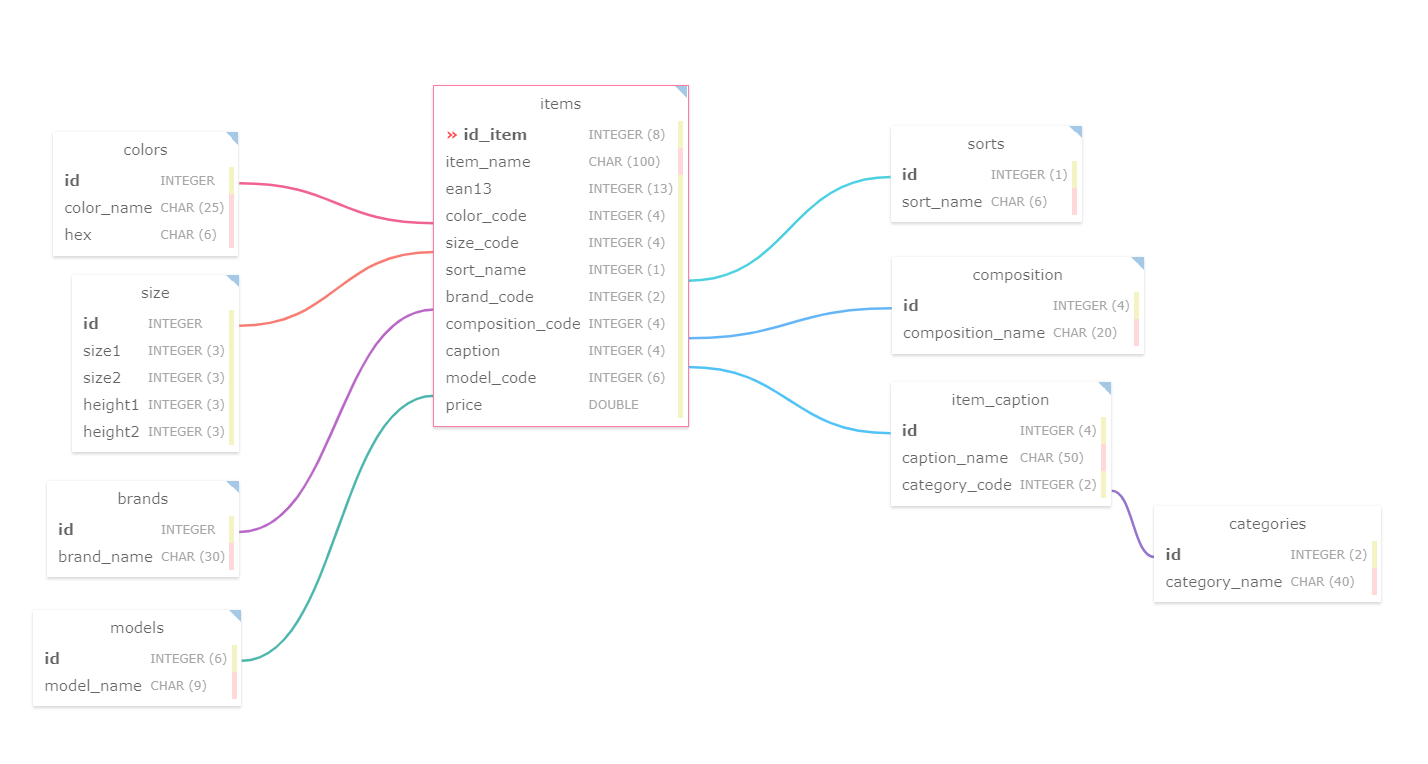 colors
id INTEGER
color_name CHAR (25)
hex CHAR (6)
size
id INTEGER
size1 INTEGER (3)
size2 INTEGER (3)
height1 INTEGER (3)
height2 INTEGER (3)
brands
id INTEGER
brand_name CHAR (30)
models
id INTEGER (6)
model_name CHAR (9)
items
» id_item INTEGER (8)
item_name CHAR (100)
ean13 INTEGER (13)
color_code INTEGER (4)
size_code INTEGER (4)
sort_name INTEGER (1)
brand_code INTEGER (2)
composition_code INTEGER (4)
caption INTEGER (4)
model_code INTEGER (6)
price DOUBLE
sorts
id INTEGER (1)
sort_name CHAR (6)
composition
id INTEGER (4)
composition_name CHAR (20)
item_caption
id INTEGER (4)
caption_name CHAR (50)
category_code INTEGER (2)
categories
id INTEGER (2)
category_name CHAR (40)